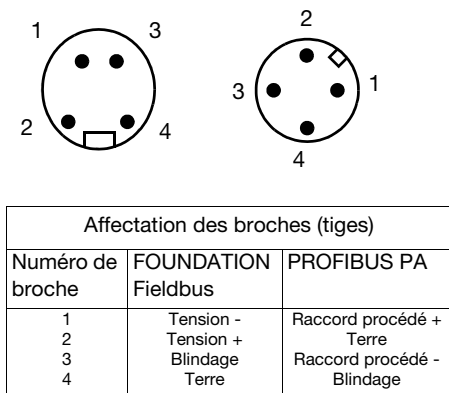 1 3
2 4
2
3 1
4
Affectation des broches (tiges)
Numéro de broche FOUNDATION Fieldbus PROFIBUS PA
1 Tension - Raccord procédé +
2 Tension + Terre
3 Blindage Raccord procédé -
4 Terre Blindage